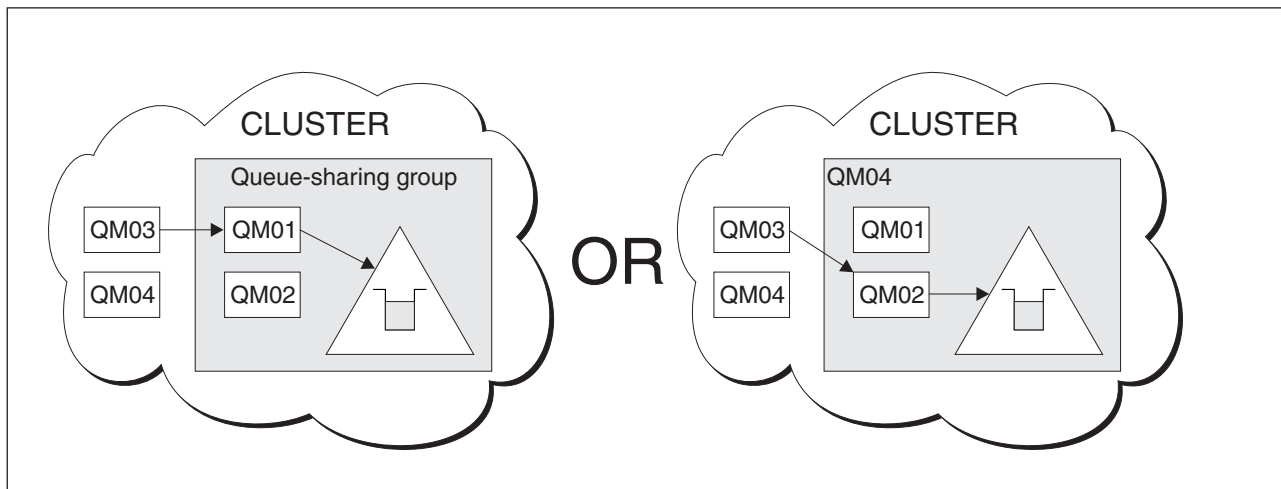 CLUSTER
Queue-sharing group
QM03
QM01
QM04
QM02
OR
CLUSTER
QM04
QM03
QM01
QM04
QM02